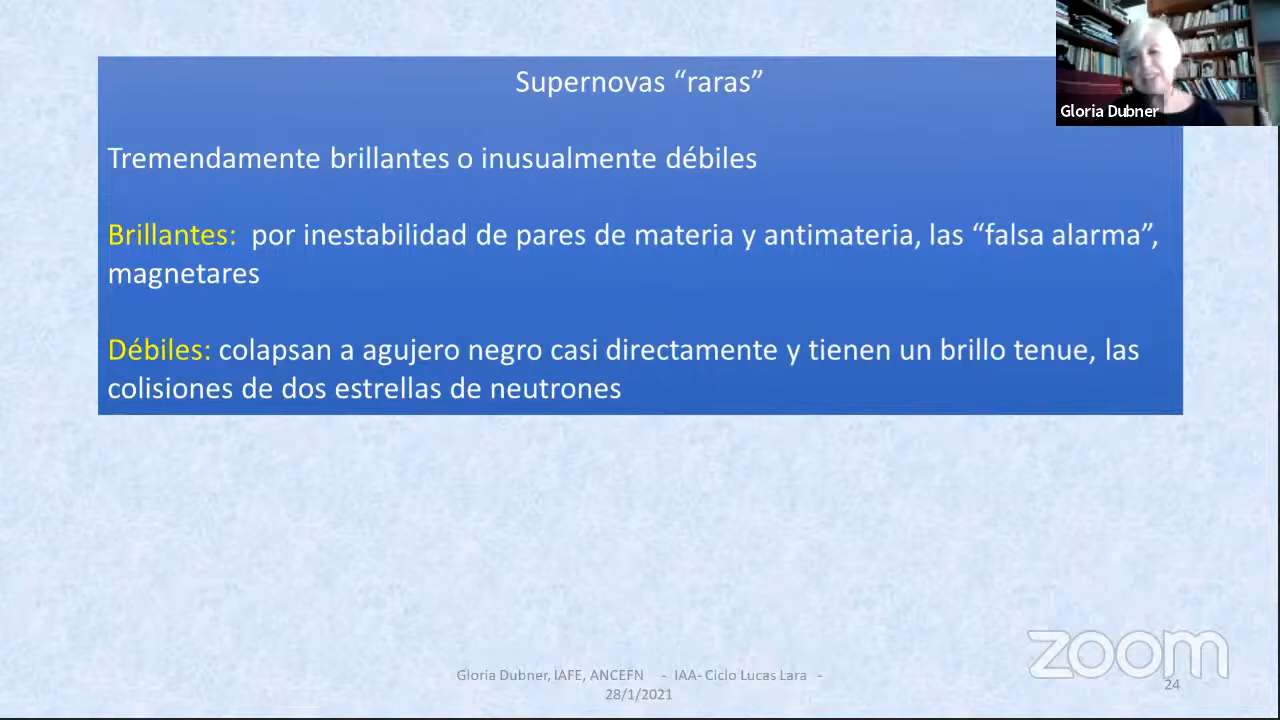 Gloria Dubner
Supernovas “raras”
Tremendamente brillantes o inusualmente débiles
Brillantes: por inestabilidad de pares de materia y antimateria, las “falsa alarma”,
magnetares
Débiles: colapsan a agujero negro casi directamente y tienen un brillo tenue, las
colisiones de dos estrellas de neutrones
zoom
Gloria Dubner, IAFE, ANCEFN - IAA- Ciclo Lucas Lara -
28/1/2021
24